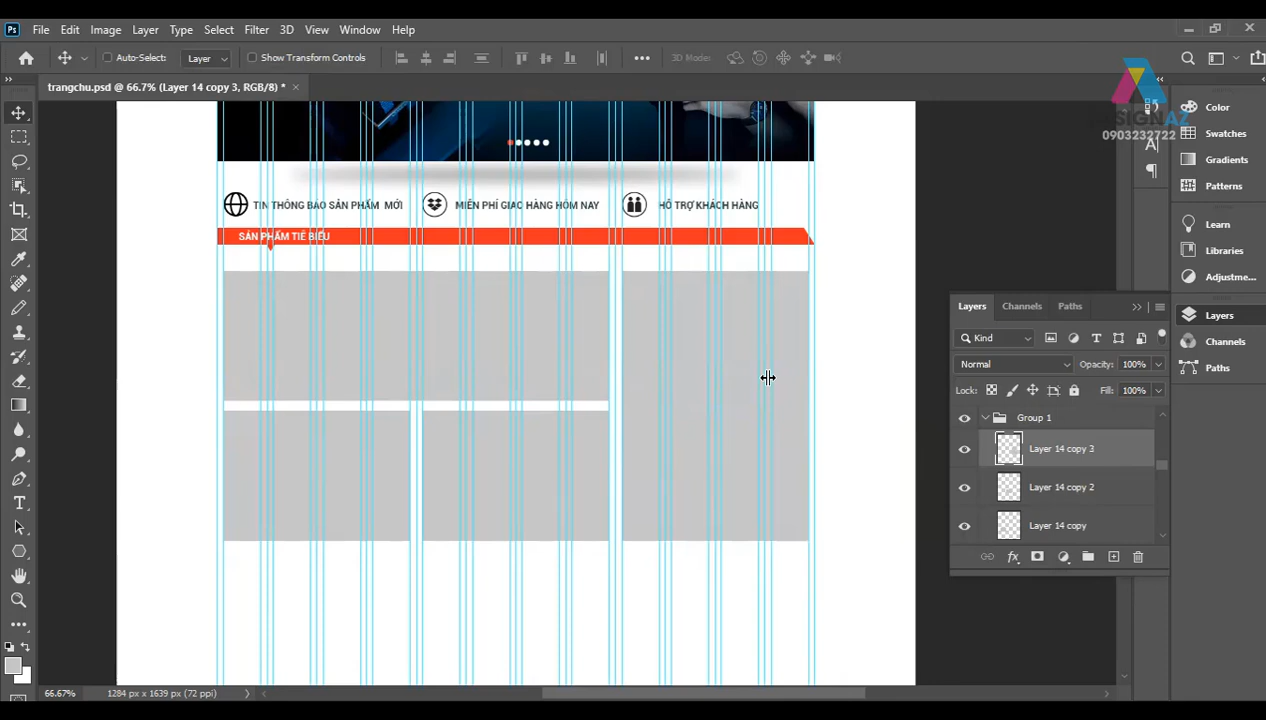 Ps File Edit Image Layer Type Select Filter 3D View Window Help
Auto-Select: Layer Show Transform Controls 3D Mode:
trangchu.psd @ 66.7% (Layer 14 copy 3, RGB/8) *
0903232722
Color
Swatches
Gradients
Patterns
Learn
Libraries
Adjustme...
Layers
Channels
Paths
TIN THÔNG BÁO SẢN PHẨM MỚI MIỄN PHÍ GIAO HÀNG HÔM NAY HỖ TRỢ KHÁCH HÀNG
SẢN PHẨM TIÊ BIỂU
Layers Channels Paths
Kind
Normal Opacity: 100%
Lock: Fill: 100%
Group 1
Layer 14 copy 3
Layer 14 copy 2
Layer 14 copy
fx
66.67% 1284 px x 1639 px (72 ppi)